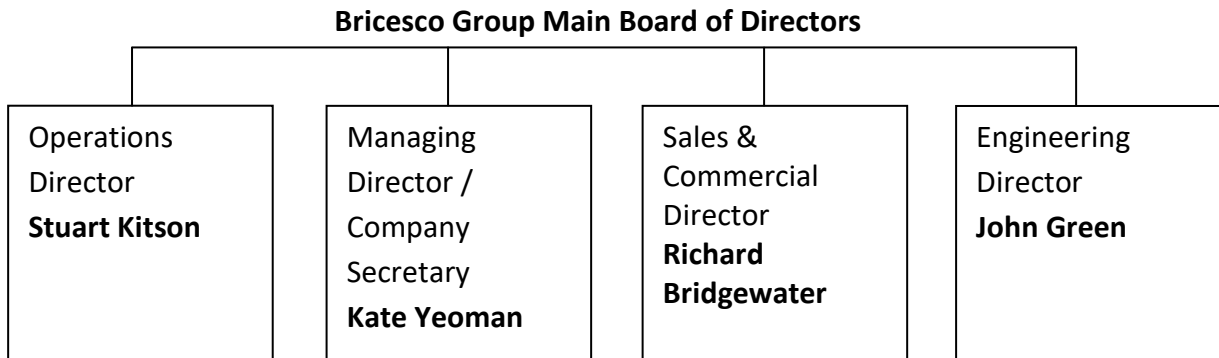 Bricesco Group Main Board of Directors
Operations
Director
Stuart Kitson
Managing
Director /
Company
Secretary
Kate Yeoman
Sales &
Commercial
Director
Richard
Bridgewater
Engineering
Director
John Green